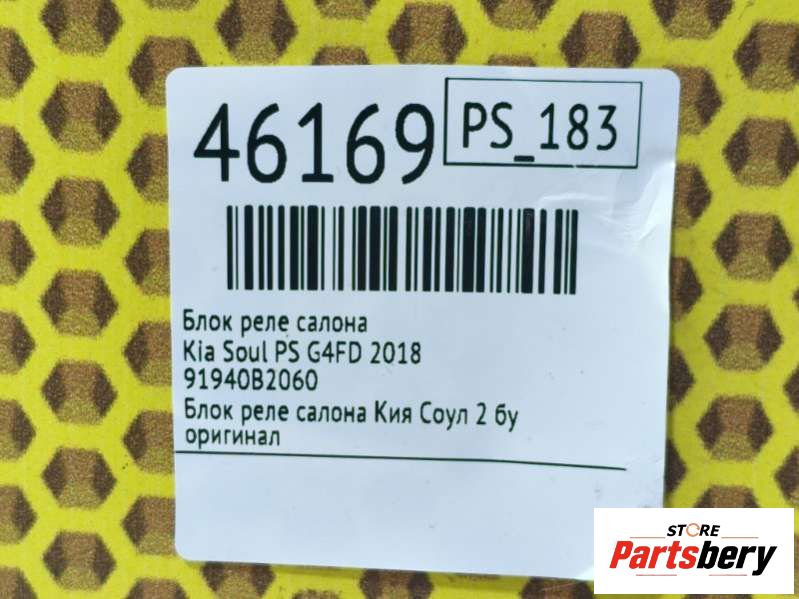 46169
PS_183
Блок реле салона
Kia Soul PS G4FD 2018
91940B2060
Блок реле салона Кия Соул 2 бу
оригинал
STORE
Partsbery